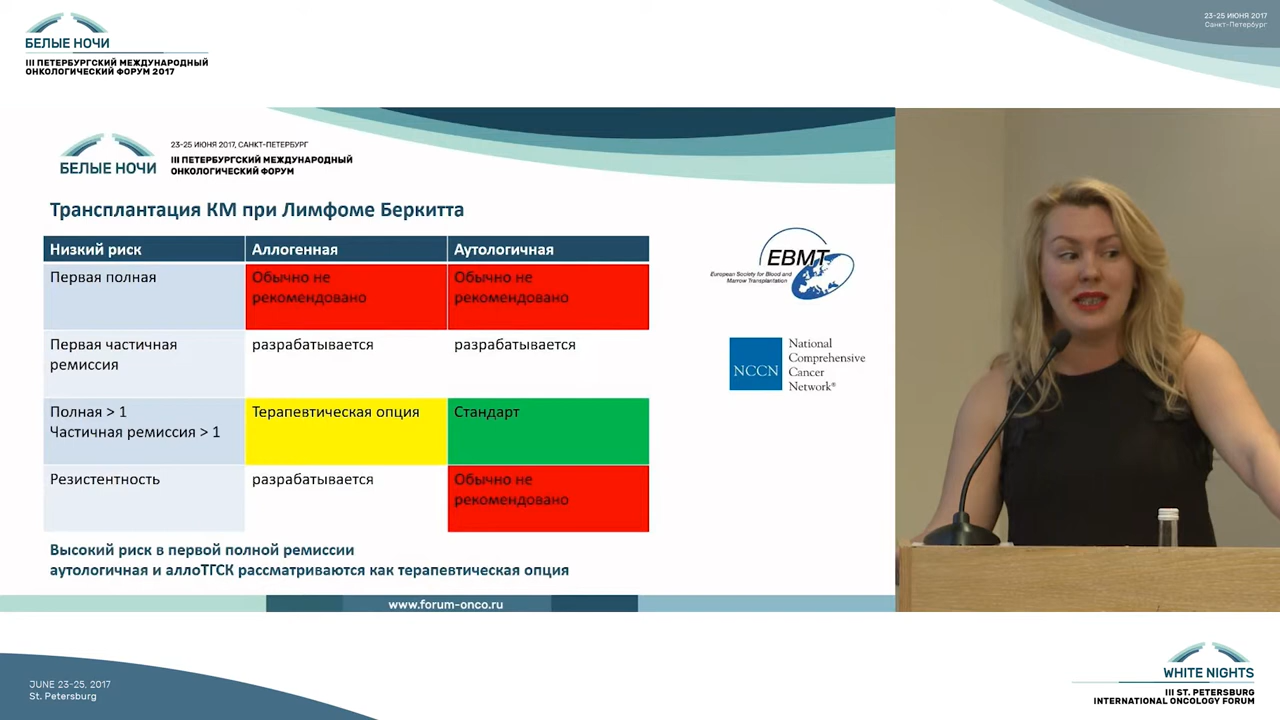 БЕЛЫЕ НОЧИ
III ПЕТЕРБУРГСКИЙ МЕЖДУНАРОДНЫЙ
ОНКОЛОГИЧЕСКИЙ ФОРУМ 2017
23-25 ИЮНЯ 2017
Санкт-Петербург
БЕЛЫЕ НОЧИ
23-25 ИЮНЯ 2017, САНКТ-ПЕТЕРБУРГ
III ПЕТЕРБУРГСКИЙ МЕЖДУНАРОДНЫЙ
ОНКОЛОГИЧЕСКИЙ ФОРУМ
Трансплантация КМ при Лимфоме Беркитта
Низкий риск Аллогенная Аутологичная
Первая полная
Обычно не
рекомендовано
Обычно не
рекомендовано
Первая частичная
ремиссия
разрабатывается
разрабатывается
Полная > 1
Частичная ремиссия > 1
Терапевтическая опция
Стандарт
Резистентность
разрабатывается
Обычно не
рекомендовано
Высокий риск в первой полной ремиссии
аутологичная и аллоТГСК рассматриваются как терапевтическая опция
EBMT
European Society for Blood and
Marrow Transplantation
NCCN
National
Comprehensive
Cancer
Network®
www.forum-onco.ru
JUNE 23-25, 2017
St. Petersburg
WHITE NIGHTS
III ST. PETERSBURG
INTERNATIONAL ONCOLOGY FORUM